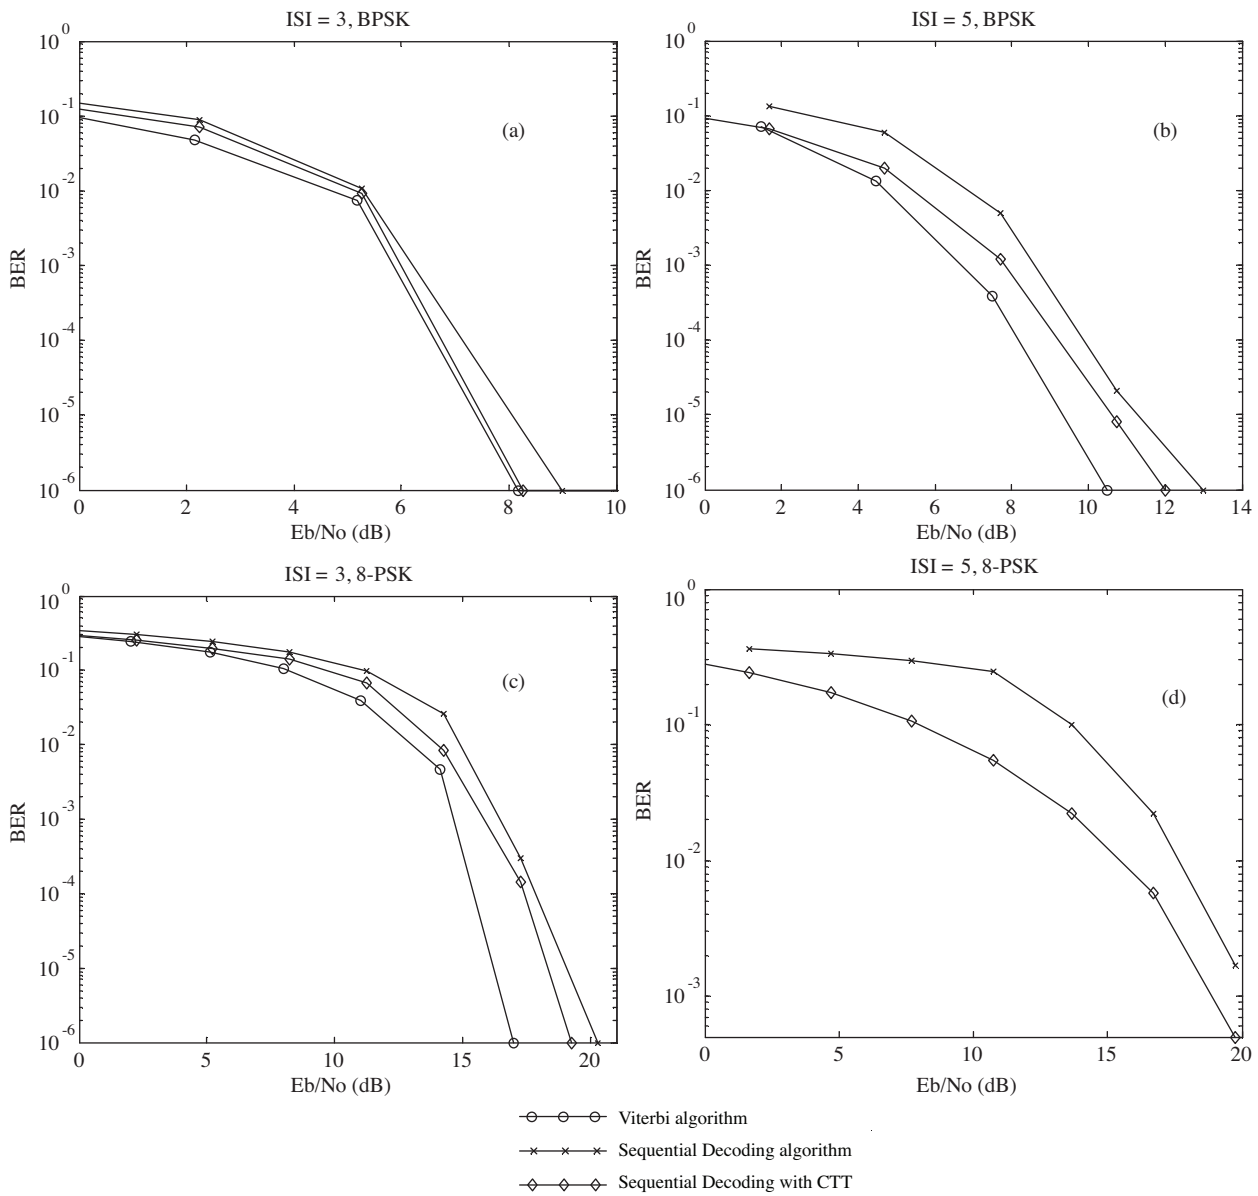 ISI = 3, BPSK
10^0
10^-1
10^-2
10^-3
10^-4
10^-5
10^-6
BER
(a)
0 2 4 6 8 10
Eb/No (dB)
ISI = 5, BPSK
10^0
10^-1
10^-2
10^-3
10^-4
10^-5
10^-6
BER
(b)
0 2 4 6 8 10 12 14
Eb/No (dB)
ISI = 3, 8-PSK
10^0
10^-1
10^-2
10^-3
10^-4
10^-5
10^-6
BER
(c)
0 5 10 15 20
Eb/No (dB)
ISI = 5, 8-PSK
10^0
10^-1
10^-2
10^-3
BER
(d)
0 5 10 15 20
Eb/No (dB)
Viterbi algorithm
Sequential Decoding algorithm
Sequential Decoding with CTT